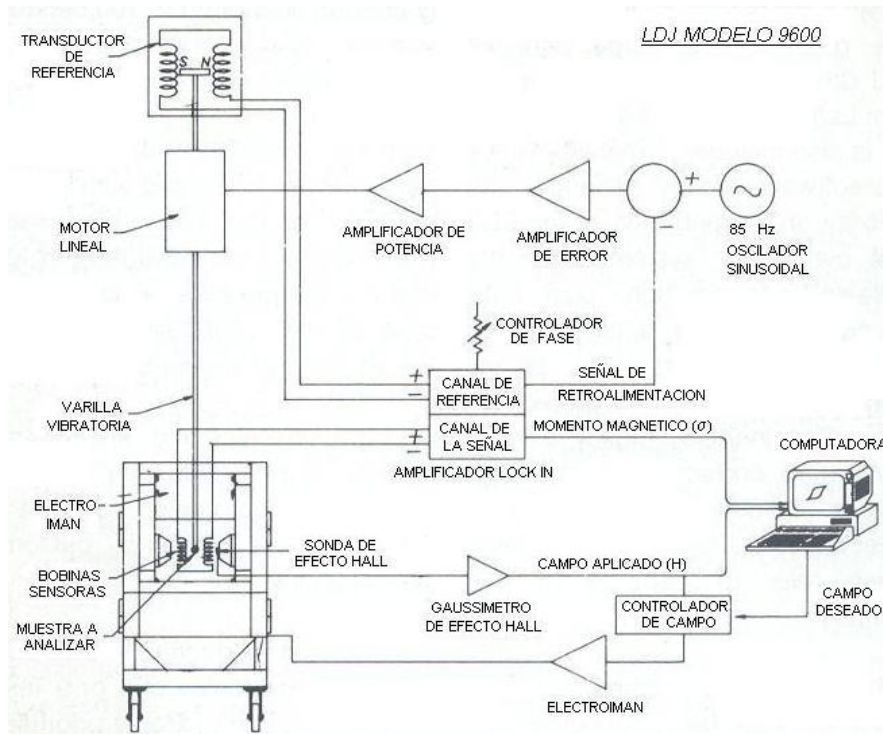 LDJ MODELO 9600
TRANSDUCTOR
DE
REFERENCIA
S N
MOTOR
LINEAL
AMPLIFICADOR DE
POTENCIA
AMPLIFICADOR
DE ERROR
+
−
85 Hz
OSCILADOR
SINUSOIDAL
CONTROLADOR
DE FASE
+
−
CANAL DE
REFERENCIA
SEÑAL DE
RETROALIMENTACION
VARILLA
VIBRATORIA
+
−
CANAL DE
LA SEÑAL
MOMENTO MAGNETICO (σ)
AMPLIFICADOR LOCK IN
COMPUTADORA
ELECTRO
IMAN
SONDA DE
EFECTO HALL
BOBINAS
SENSORAS
CAMPO APLICADO (H)
GAUSSIMETRO
DE EFECTO HALL
CONTROLADOR
DE CAMPO
CAMPO
DESEADO
MUESTRA A
ANALIZAR
ELECTROIMAN